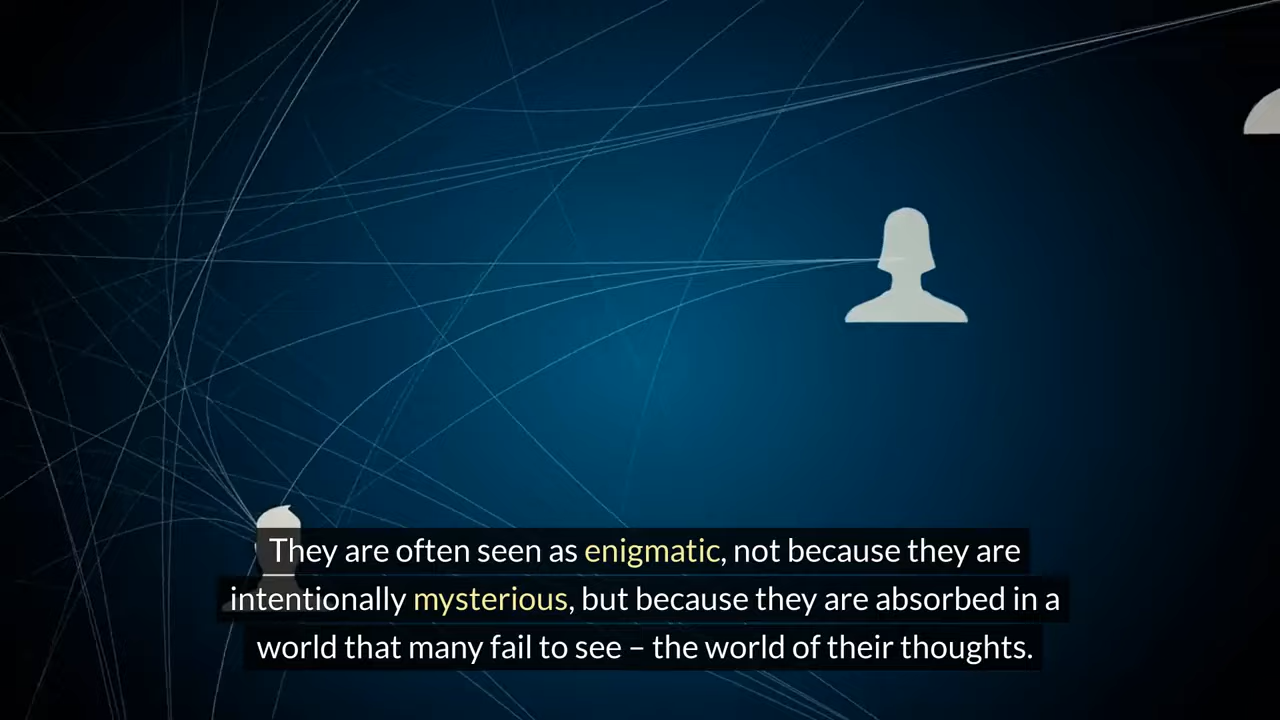 They are often seen as enigmatic, not because they are
intentionally mysterious, but because they are absorbed in a
world that many fail to see – the world of their thoughts.